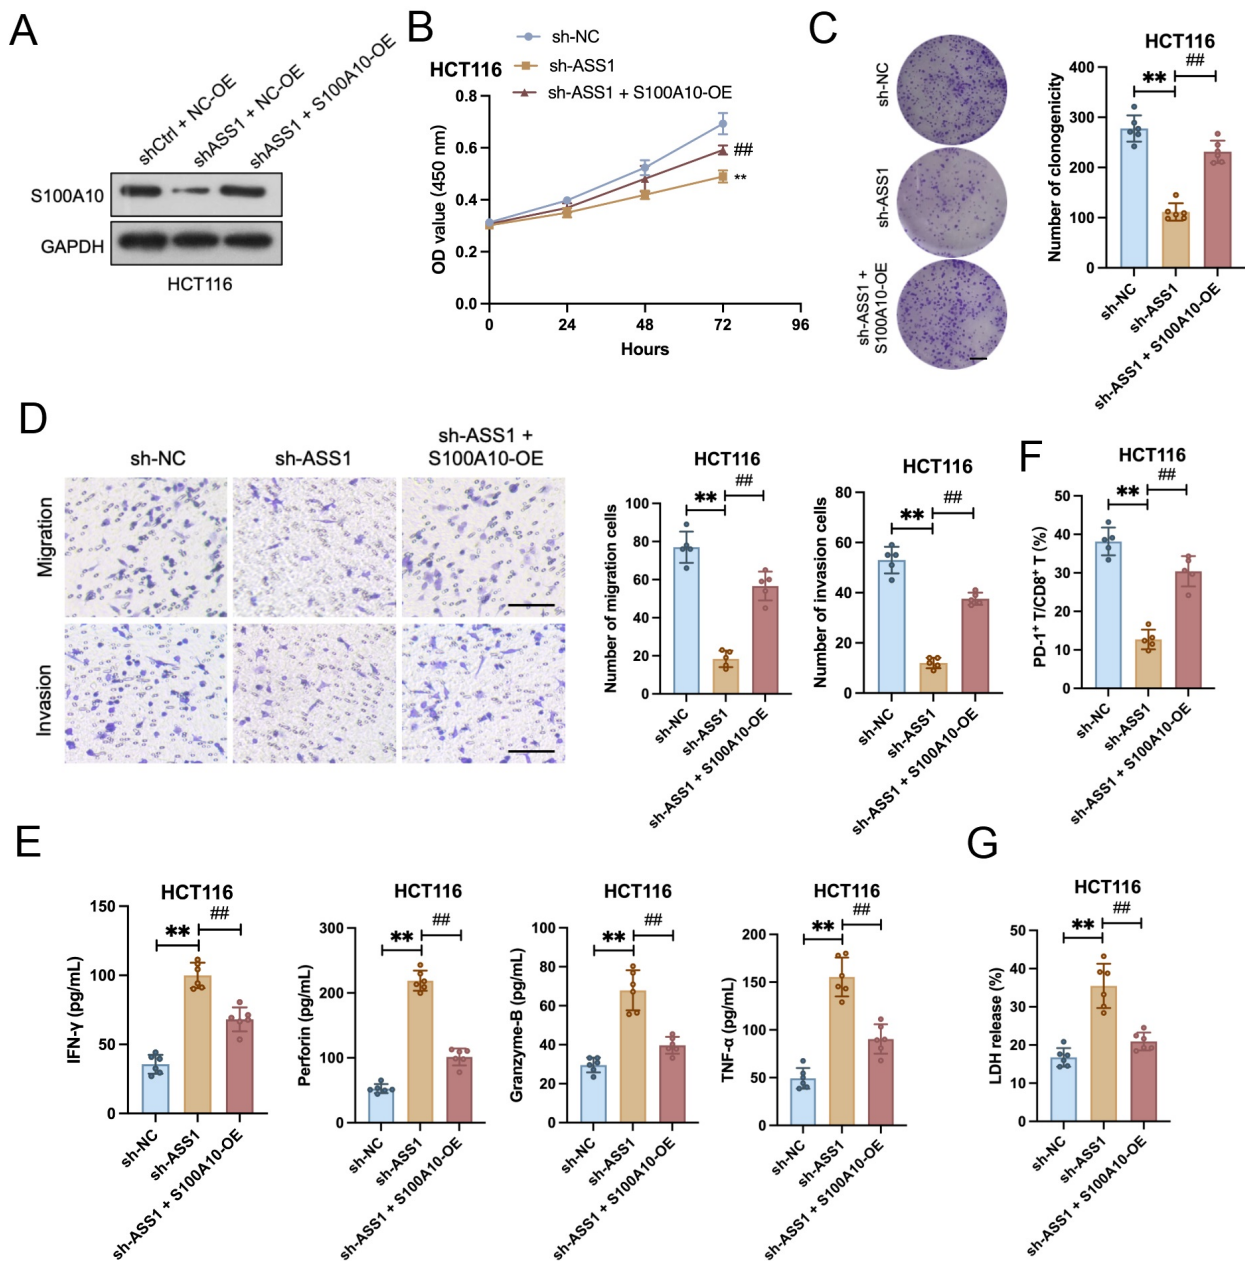 A
shCtrl + NC-OE
shASS1 + NC-OE
shASS1 + S100A10-OE
S100A10
GAPDH
HCT116
B
sh-NC
sh-ASS1
sh-ASS1 + S100A10-OE
HCT116
OD value (450 nm)
0.8
0.6
0.4
0.2
0.0
##
**
0 24 48 72 96
Hours
C
sh-NC
sh-ASS1
sh-ASS1 +
S100A10-OE
HCT116
** ##
Number of clonogenicity
400
300
200
100
0
sh-NC
sh-ASS1
sh-ASS1 + S100A10-OE
D
sh-NC
sh-ASS1
sh-ASS1 +
S100A10-OE
Migration
Invasion
HCT116
** ##
Number of migration cells
100
80
60
40
20
0
sh-NC
sh-ASS1
sh-ASS1 + S100A10-OE
HCT116
** ##
Number of invasion cells
80
60
40
20
0
sh-NC
sh-ASS1
sh-ASS1 + S100A10-OE
F
HCT116
** ##
PD-1⁺ T/CD8⁺ T (%)
50
40
30
20
10
0
sh-NC
sh-ASS1
sh-ASS1 + S100A10-OE
E
HCT116
** ##
IFN-γ (pg/mL)
150
100
50
0
sh-NC
sh-ASS1
sh-ASS1 + S100A10-OE
HCT116
** ##
Perforin (pg/mL)
300
200
100
0
sh-NC
sh-ASS1
sh-ASS1 + S100A10-OE
HCT116
** ##
Granzyme-B (pg/mL)
100
80
60
40
20
0
sh-NC
sh-ASS1
sh-ASS1 + S100A10-OE
HCT116
** ##
TNF-α (pg/mL)
200
150
100
50
0
sh-NC
sh-ASS1
sh-ASS1 + S100A10-OE
G
HCT116
** ##
LDH release (%)
50
40
30
20
10
0
sh-NC
sh-ASS1
sh-ASS1 + S100A10-OE